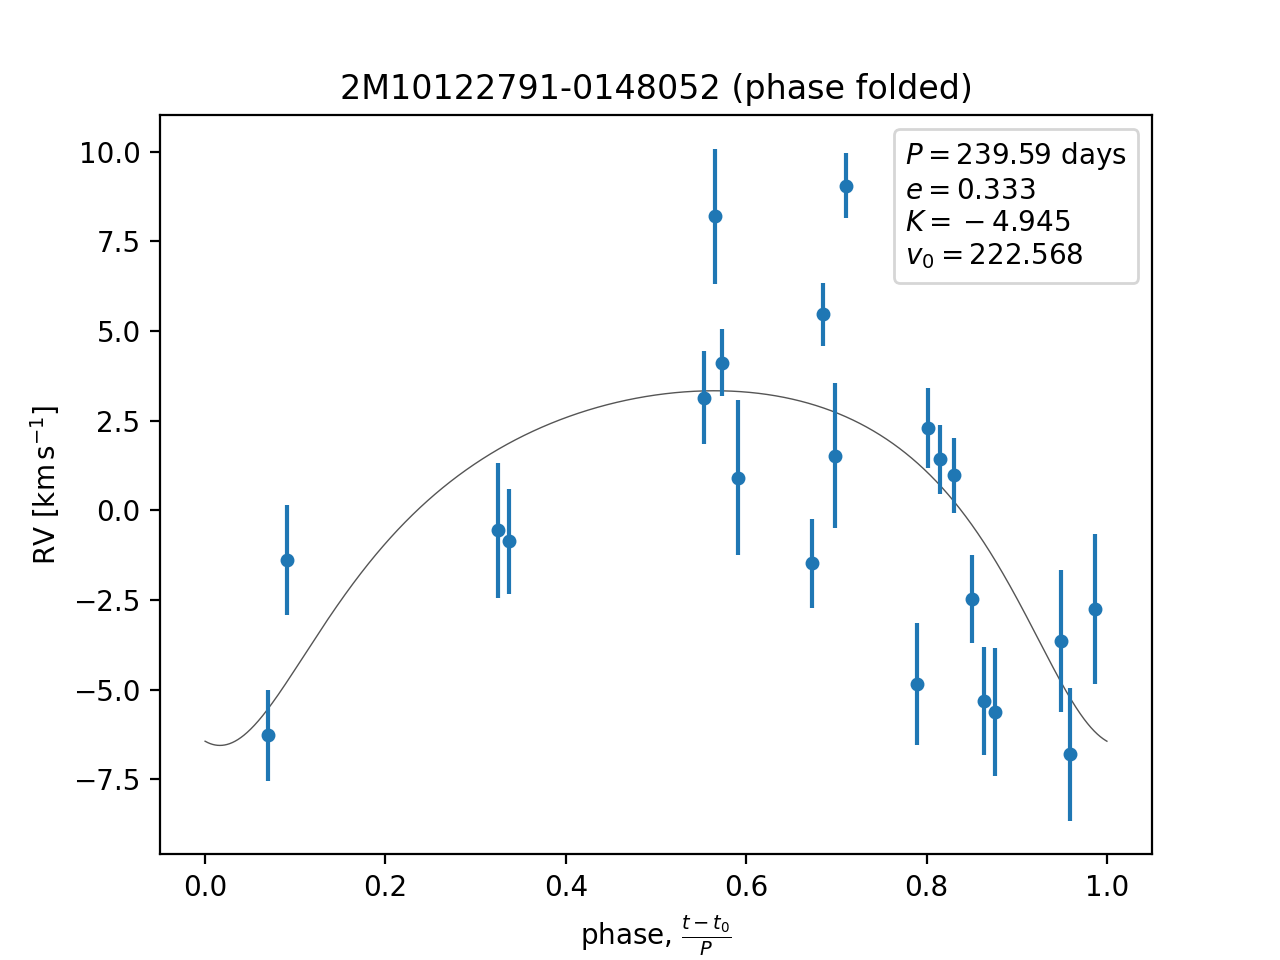 2M10122791-0148052 (phase folded)
P = 239.59 days
e = 0.333
K = −4.945
v₀ = 222.568
10.0
7.5
5.0
2.5
0.0
−2.5
−5.0
−7.5
RV [km s⁻¹]
0.0 0.2 0.4 0.6 0.8 1.0
phase, (t − t₀)/P